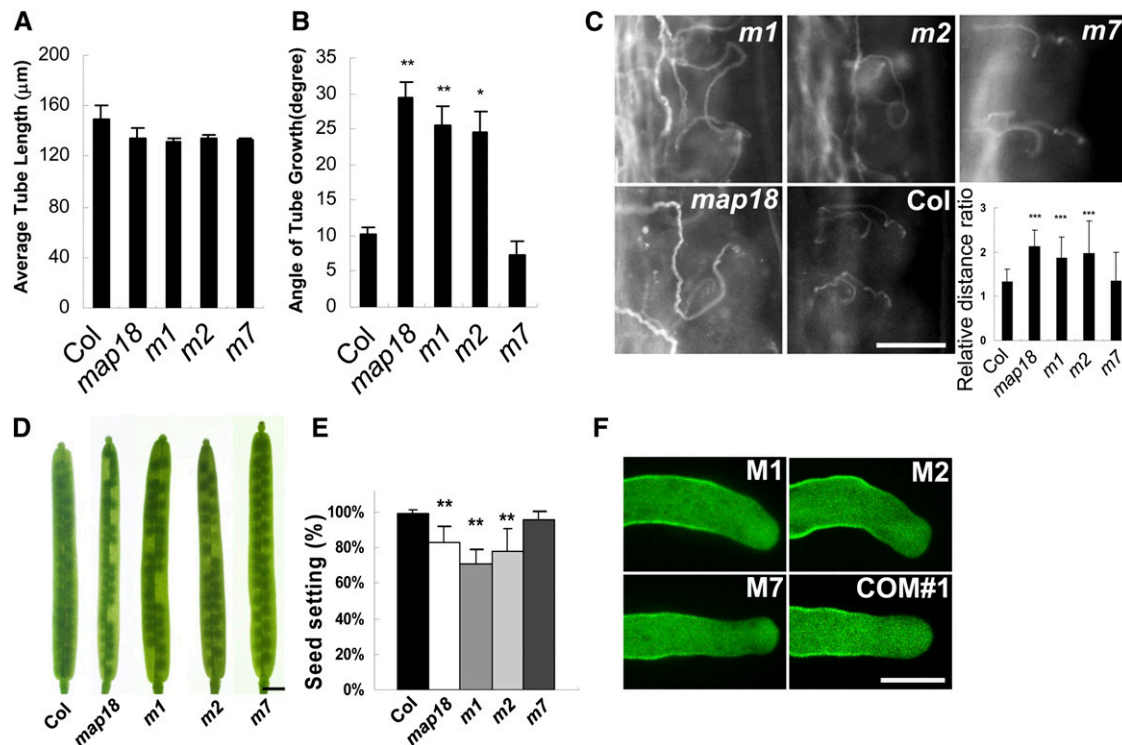 A
Average Tube Length (μm)
200
160
120
80
40
0
Col
map18
m1
m2
m7
B
Angle of Tube Growth(degree)
35
30
25
20
15
10
5
0
**
**
*
Col
map18
m1
m2
m7
C
m1
m2
m7
map18
Col
Relative distance ratio
3
2
1
0
***
***
***
Col
map18
m1
m2
m7
D
Col
map18
m1
m2
m7
E
Seed setting (%)
100%
80%
60%
40%
20%
0%
**
**
**
Col
map18
m1
m2
m7
F
M1
M2
M7
COM#1